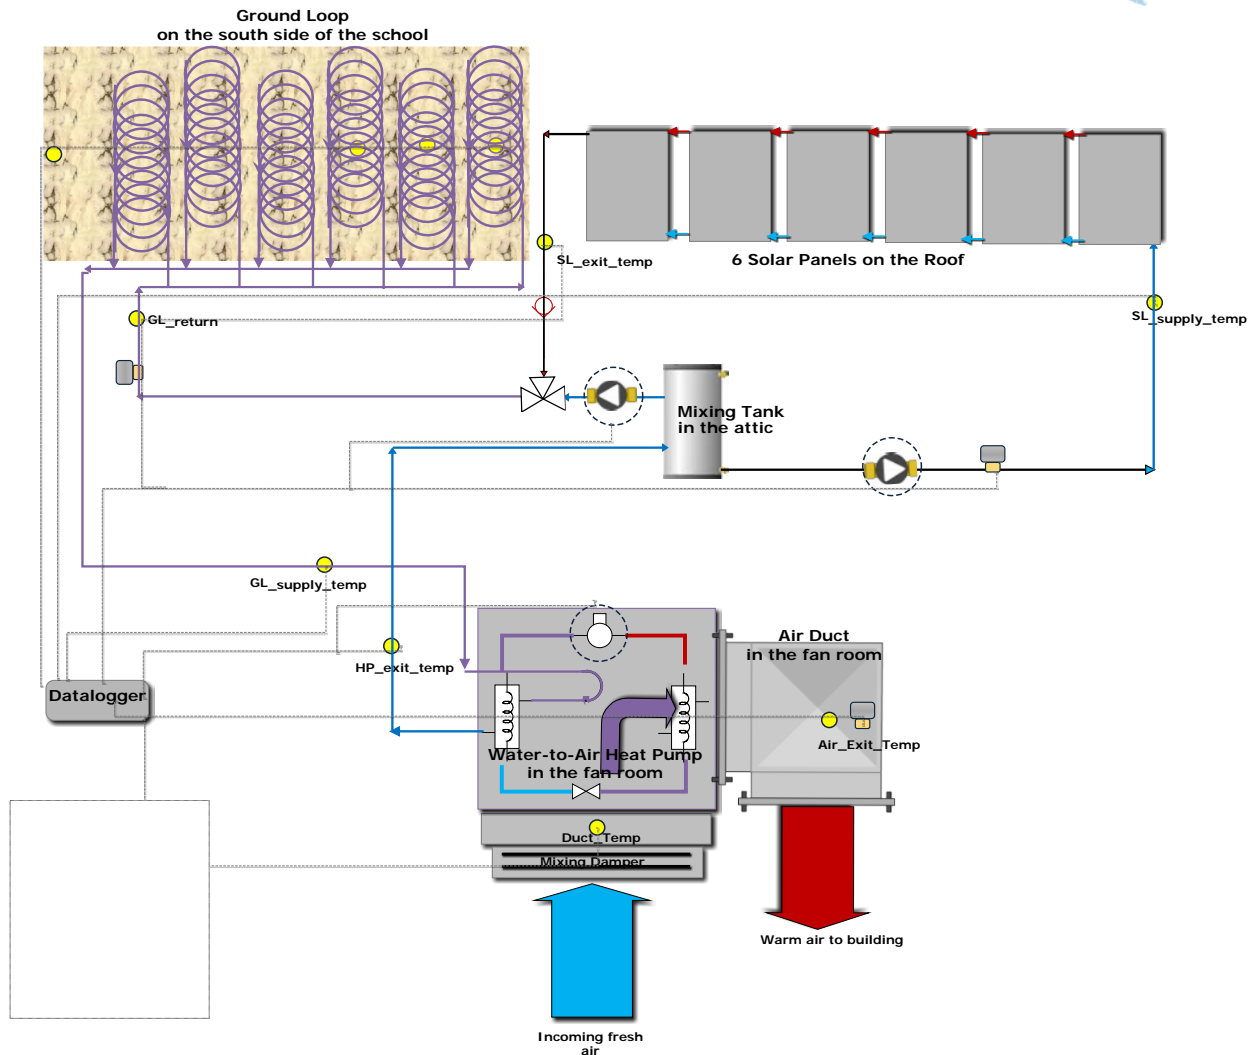 Ground Loop
on the south side of the school
SL_exit_temp
6 Solar Panels on the Roof
GL_return
SL_supply_temp
Mixing Tank
in the attic
GL_supply_temp
Air Duct
in the fan room
HP_exit_temp
Datalogger
Air_Exit_Temp
Water-to-Air Heat Pump
in the fan room
Duct_Temp
Mixing Damper
Warm air to building
Incoming fresh
air